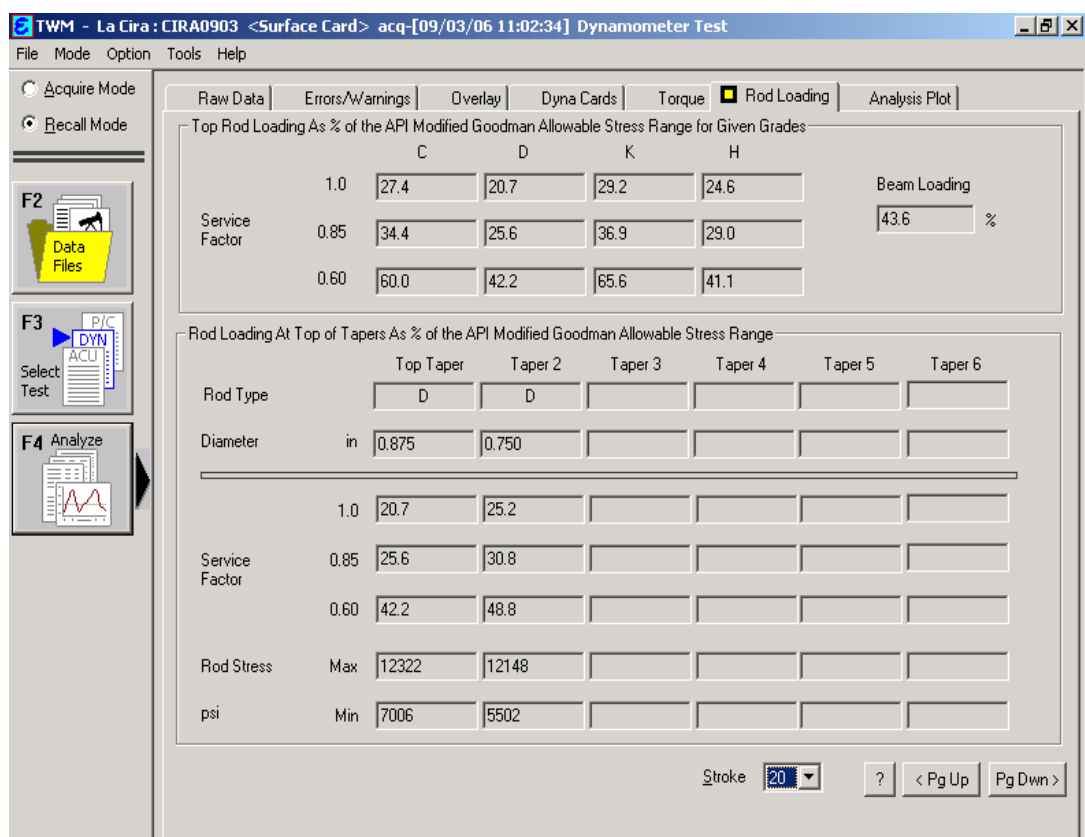 TWM - La Cira : CIRA0903 <Surface Card> acq-[09/03/06 11:02:34] Dynamometer Test
File Mode Option Tools Help
Acquire Mode
Recall Mode
F2
Data
Files
F3
P/C
DYN
ACU
Select
Test
F4 Analyze
Raw Data Errors/Warnings Overlay Dyna Cards Torque Rod Loading Analysis Plot
Top Rod Loading As % of the API Modified Goodman Allowable Stress Range for Given Grades
C D K H
1.0 27.4 20.7 29.2 24.6
Beam Loading
43.6 %
Service
Factor
0.85 34.4 25.6 36.9 29.0
0.60 60.0 42.2 65.6 41.1
Rod Loading At Top of Tapers As % of the API Modified Goodman Allowable Stress Range
Top Taper Taper 2 Taper 3 Taper 4 Taper 5 Taper 6
Rod Type D D
Diameter in 0.875 0.750
1.0 20.7 25.2
Service
Factor
0.85 25.6 30.8
0.60 42.2 48.8
Rod Stress Max 12322 12148
psi Min 7006 5502
Stroke 20 ? < Pg Up Pg Dwn >